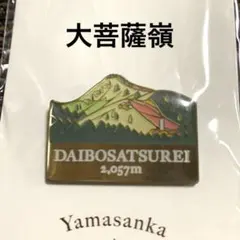 大菩薩嶺
DAIBOSATSUREI
2,057m
Yamasanka